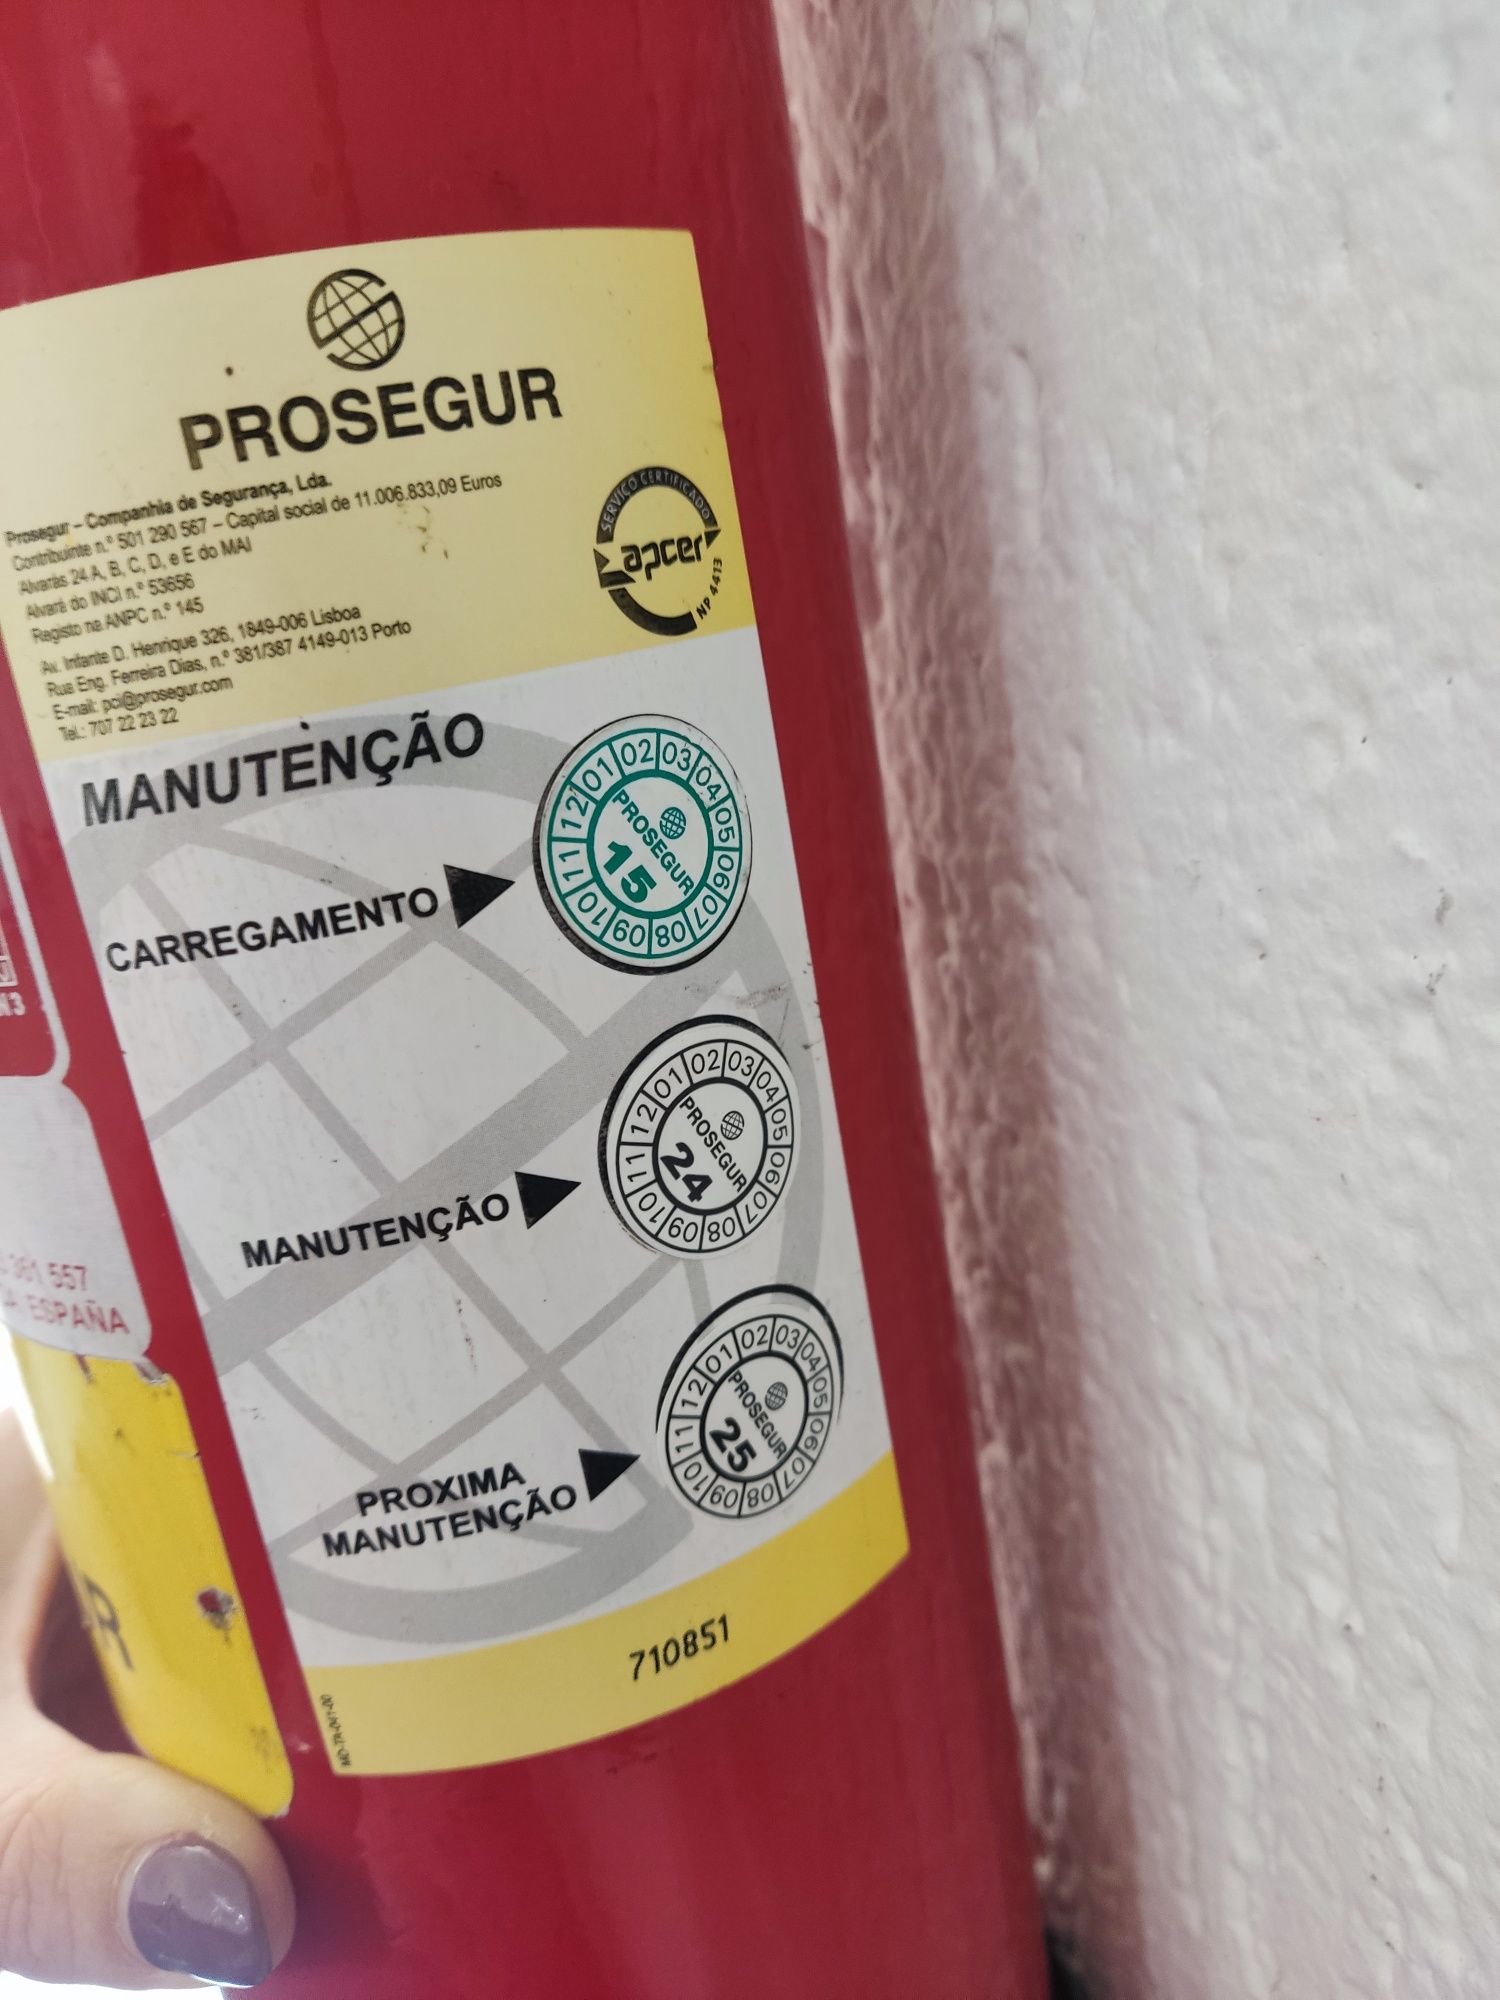 PROSEGUR
Prosegur – Companhia de Segurança, Lda.
Contribuinte n.º 501 290 567 – Capital social de 11.006.833,09 Euros
Alvarás 24 A, B, C, D, e E do MAI
Alvará do INCI n.º 53656
Registo na ANPC n.º 145
Av. Infante D. Henrique 326, 1849-006 Lisboa
Rua Eng. Ferreira Dias, n.º 381/387 4149-013 Porto
E-mail: pci@prosegur.com
Tel.: 707 22 23 22
SERVIÇO CERTIFICADO
apcer
NP 4413
MANUTENÇÃO
CARREGAMENTO
01 02 03 04 05 06 07 08 09 10 11 12
PROSEGUR
15
MANUTENÇÃO
01 02 03 04 05 06 07 08 09 10 11 12
PROSEGUR
24
PROXIMA
MANUTENÇÃO
01 02 03 04 05 06 07 08 09 10 11 12
PROSEGUR
25
710851
381 557
ESPAÑA